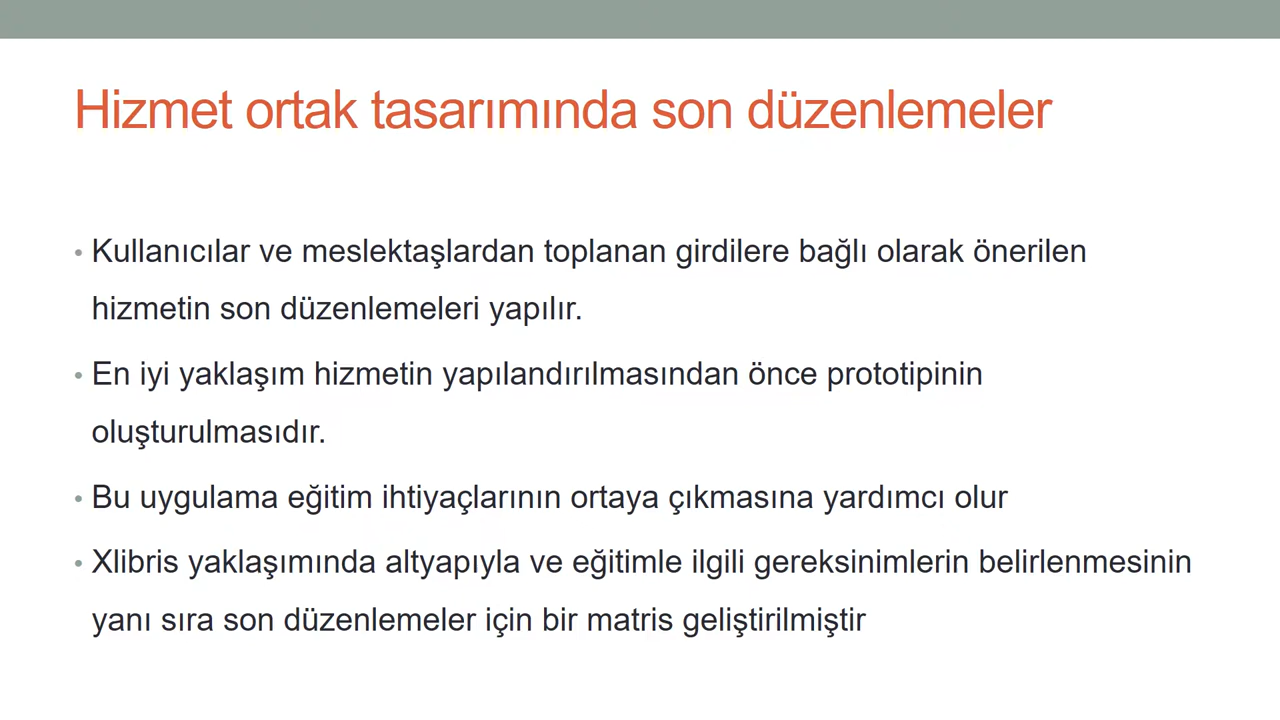 Hizmet ortak tasarımında son düzenlemeler
• Kullanıcılar ve meslektaşlardan toplanan girdilere bağlı olarak önerilen
hizmetin son düzenlemeleri yapılır.
• En iyi yaklaşım hizmetin yapılandırılmasından önce prototipinin
oluşturulmasıdır.
• Bu uygulama eğitim ihtiyaçlarının ortaya çıkmasına yardımcı olur
• Xlibris yaklaşımında altyapıyla ve eğitimle ilgili gereksinimlerin belirlenmesinin
yanı sıra son düzenlemeler için bir matris geliştirilmiştir